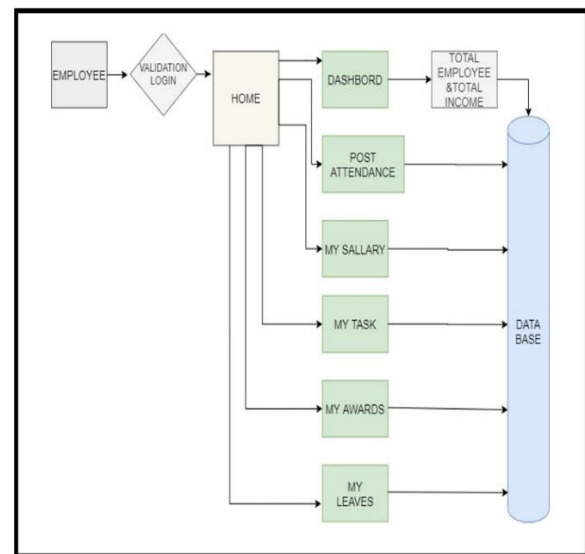 EMPLOYEE
VALIDATION
LOGIN
HOME
DASHBORD
TOTAL
EMPLOYEE
&TOTAL
INCOME
POST
ATTENDANCE
MY SALLARY
MY TASK
DATA
BASE
MY AWARDS
MY
LEAVES